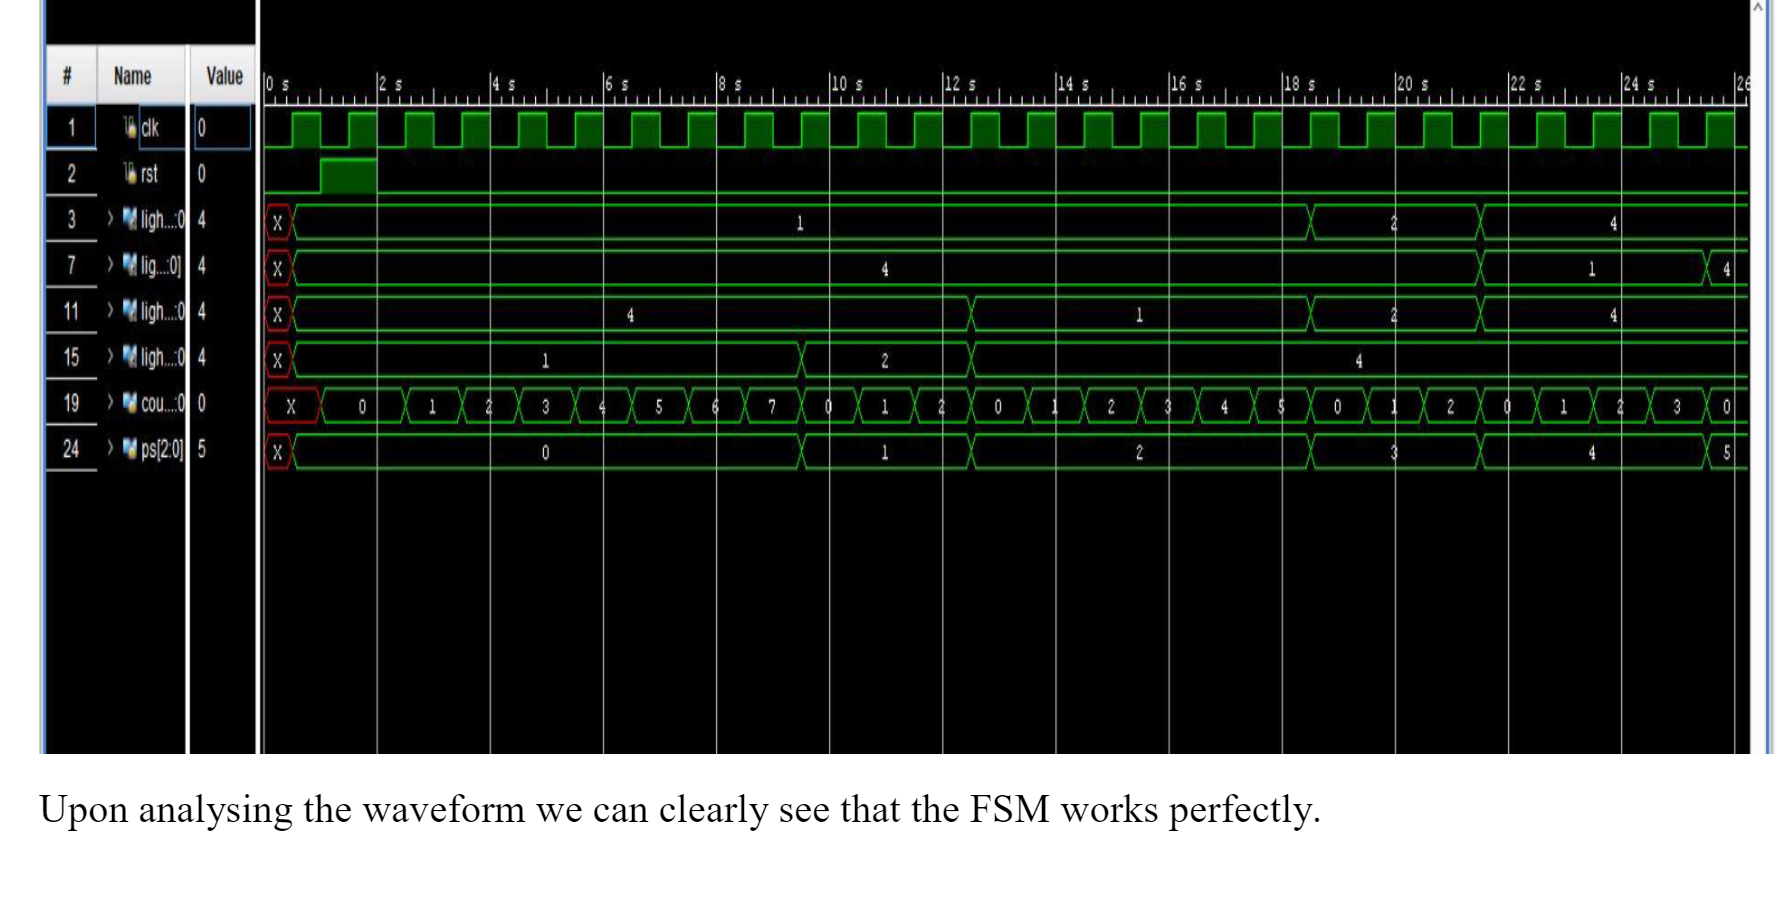 # Name Value 0 s 2 s 4 s 6 s 8 s 10 s 12 s 14 s 16 s 18 s 20 s 22 s 24 s 26
1 clk 0
2 rst 0
3 ligh...:0 4 X 1 2 4
7 lig...:0] 4 X 4 1 4
11 ligh...:0 4 X 4 1 2 4
15 ligh...:0 4 X 1 2 4
19 cou...:0 0 X 0 1 2 3 4 5 6 7 0 1 2 0 1 2 3 4 5 0 1 2 0 1 2 3 0
24 ps[2:0] 5 X 0 1 2 3 4 5
Upon analysing the waveform we can clearly see that the FSM works perfectly.